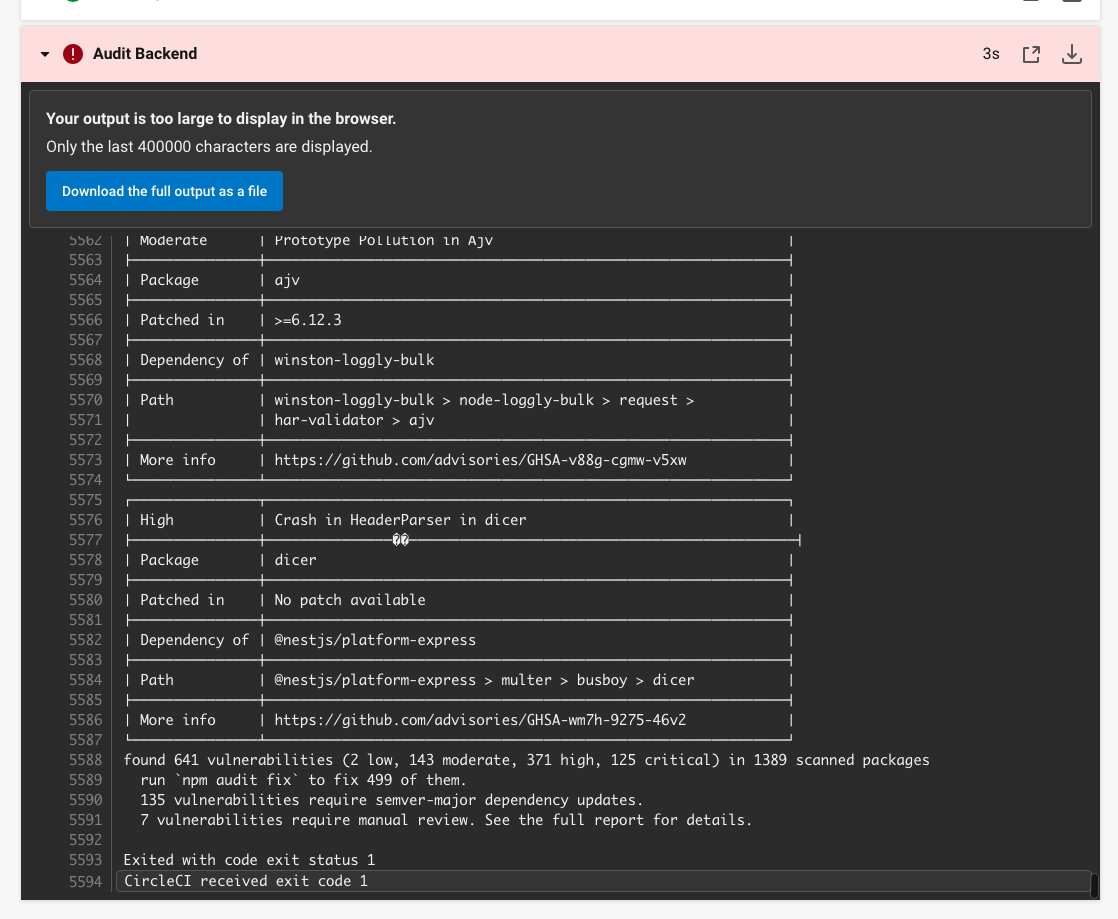 Audit Backend
3s
Your output is too large to display in the browser.
Only the last 400000 characters are displayed.
Download the full output as a file
5562 | Moderate | Prototype Pollution in Ajv |
5563
5564 | Package | ajv |
5565
5566 | Patched in | >=6.12.3 |
5567
5568 | Dependency of | winston-loggly-bulk |
5569
5570 | Path | winston-loggly-bulk > node-loggly-bulk > request > |
5571 | | har-validator > ajv |
5572
5573 | More info | https://github.com/advisories/GHSA-v88g-cgmw-v5xw |
5574
5575
5576 | High | Crash in HeaderParser in dicer |
5577 ��
5578 | Package | dicer |
5579
5580 | Patched in | No patch available |
5581
5582 | Dependency of | @nestjs/platform-express |
5583
5584 | Path | @nestjs/platform-express > multer > busboy > dicer |
5585
5586 | More info | https://github.com/advisories/GHSA-wm7h-9275-46v2 |
5587
5588 found 641 vulnerabilities (2 low, 143 moderate, 371 high, 125 critical) in 1389 scanned packages
5589 run `npm audit fix` to fix 499 of them.
5590 135 vulnerabilities require semver-major dependency updates.
5591 7 vulnerabilities require manual review. See the full report for details.
5592
5593 Exited with code exit status 1
5594 CircleCI received exit code 1